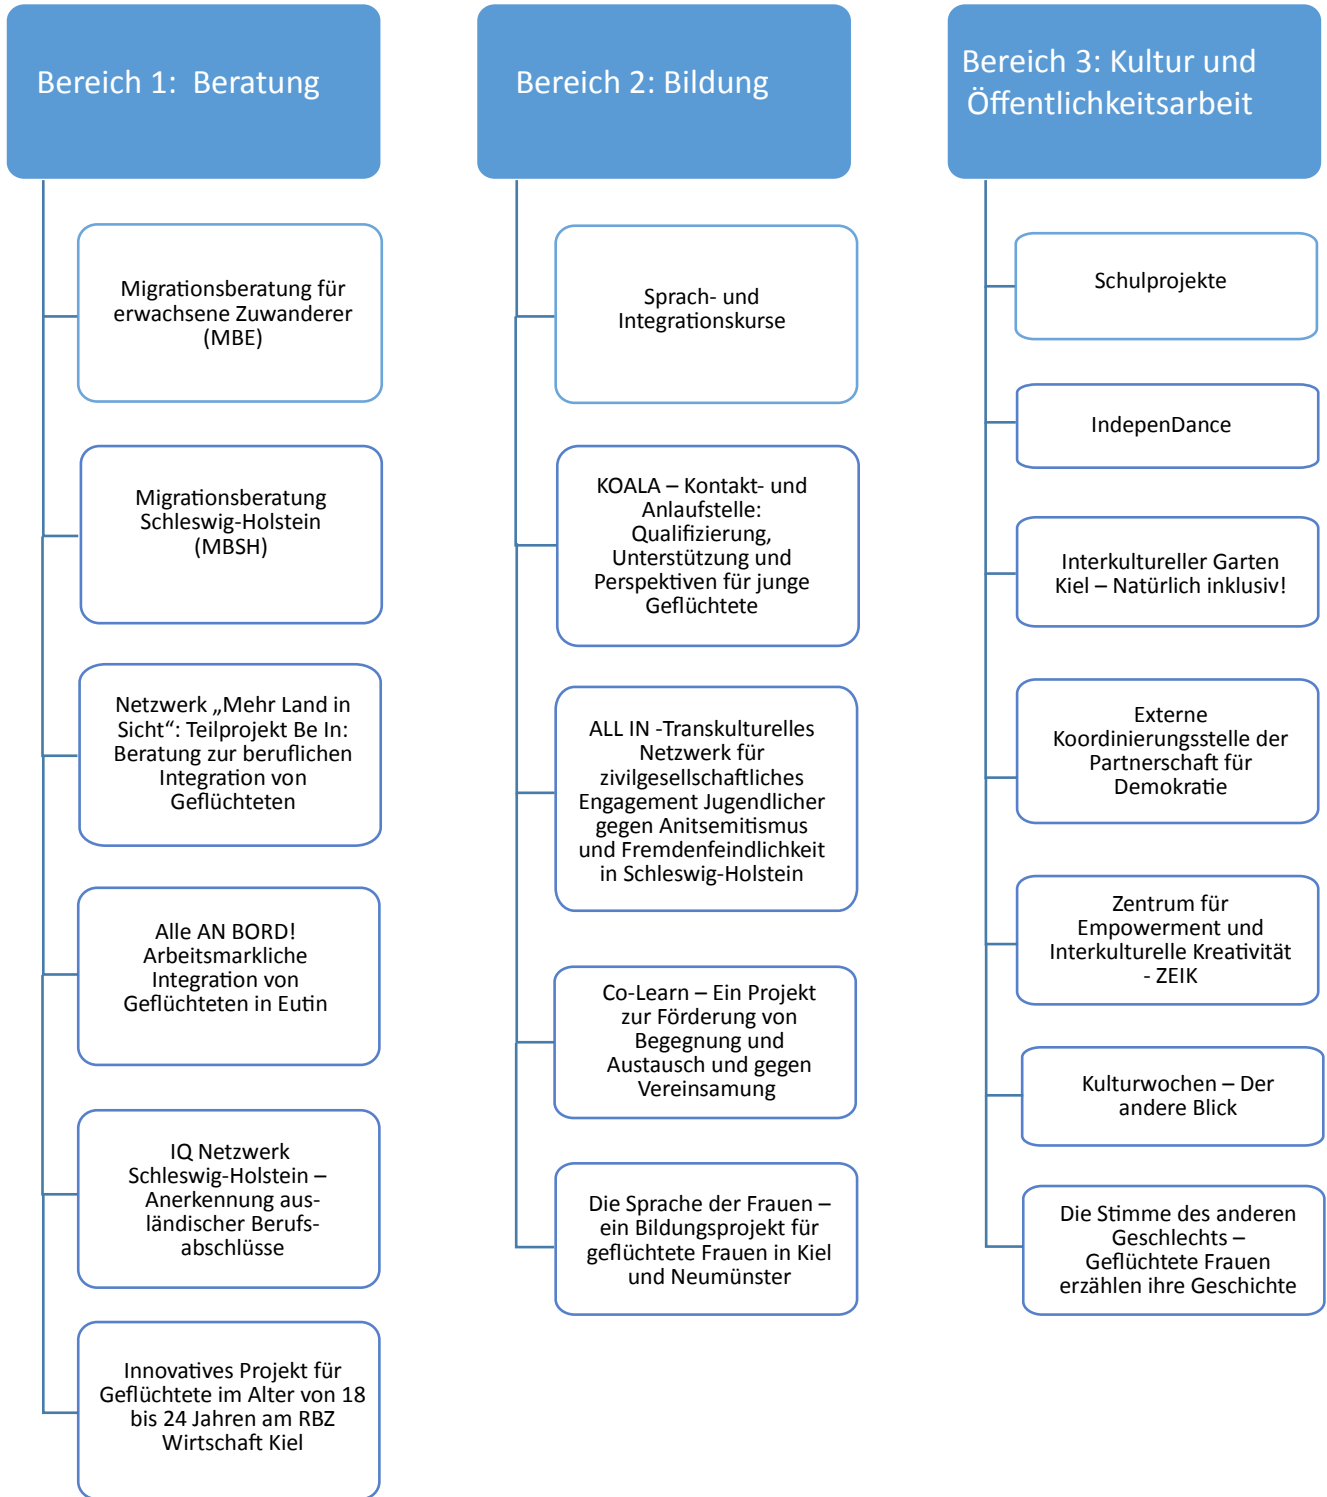 Bereich 1:  Beratung
Migrationsberatung für
erwachsene Zuwanderer
(MBE)
Migrationsberatung
Schleswig-Holstein
(MBSH)
Netzwerk „Mehr Land in
Sicht“: Teilprojekt Be In:
Beratung zur beruflichen
Integration von
Geflüchteten
Alle AN BORD!
Arbeitsmarkliche
Integration von
Geflüchteten in Eutin
IQ Netzwerk
Schleswig-Holstein –
Anerkennung aus-
ländischer Berufs-
abschlüsse
Innovatives Projekt für
Geflüchtete im Alter von 18
bis 24 Jahren am RBZ
Wirtschaft Kiel
Bereich 2: Bildung
Sprach- und
Integrationskurse
KOALA – Kontakt- und
Anlaufstelle:
Qualifizierung,
Unterstützung und
Perspektiven für junge
Geflüchtete
ALL IN -Transkulturelles
Netzwerk für
zivilgesellschaftliches
Engagement Jugendlicher
gegen Anitsemitismus
und Fremdenfeindlichkeit
in Schleswig-Holstein
Co-Learn – Ein Projekt
zur Förderung von
Begegnung und
Austausch und gegen
Vereinsamung
Die Sprache der Frauen –
ein Bildungsprojekt für
geflüchtete Frauen in Kiel
und Neumünster
Bereich 3: Kultur und
Öffentlichkeitsarbeit
Schulprojekte
IndepenDance
Interkultureller Garten
Kiel – Natürlich inklusiv!
Externe
Koordinierungsstelle der
Partnerschaft für
Demokratie
Zentrum für
Empowerment und
Interkulturelle Kreativität
- ZEIK
Kulturwochen – Der
andere Blick
Die Stimme des anderen
Geschlechts –
Geflüchtete Frauen
erzählen ihre Geschichte